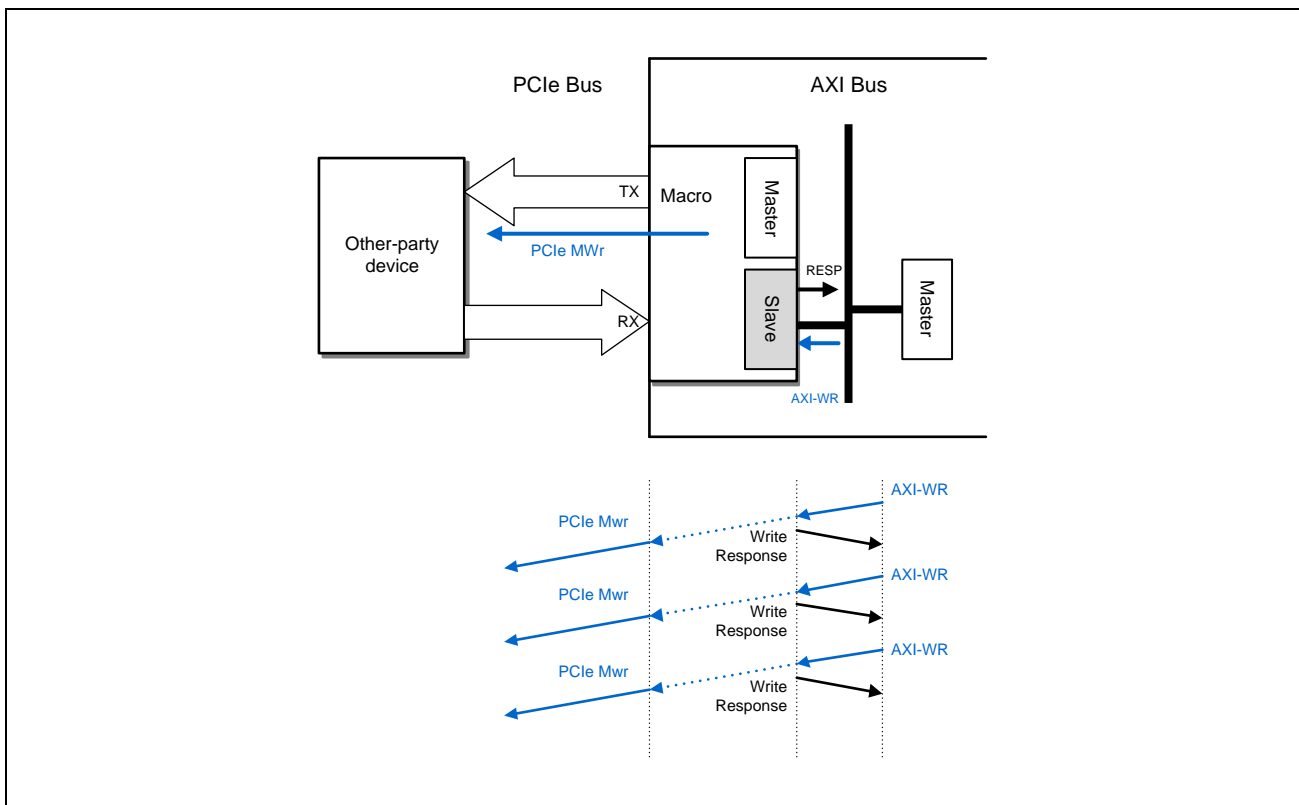 PCIe Bus
AXI Bus
TX
Macro
Master
Other-party
device
PCIe MWr
RESP
Slave
Master
RX
AXI-WR
AXI-WR
PCIe Mwr
Write
Response
AXI-WR
PCIe Mwr
Write
Response
AXI-WR
PCIe Mwr
Write
Response